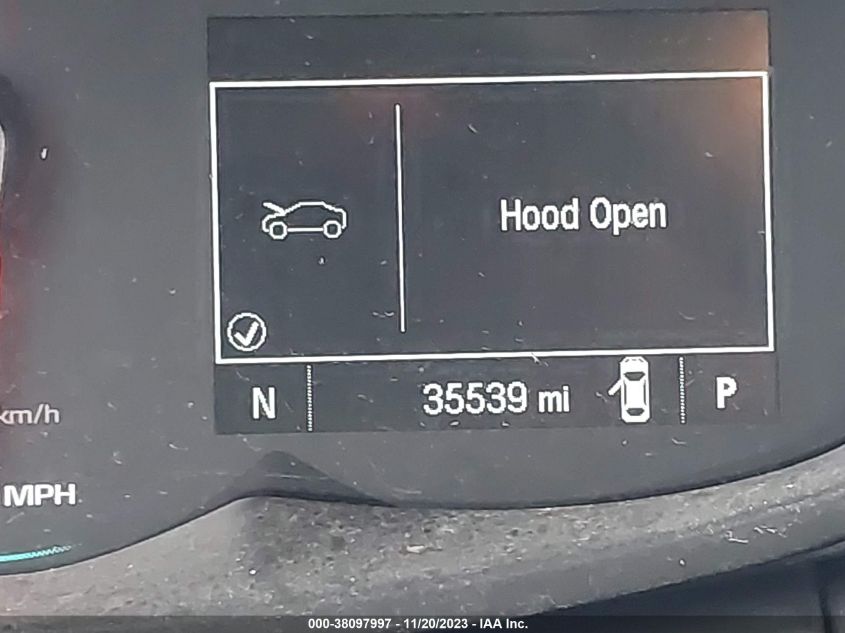 Hood Open
N 35539 mi P
km/h
MPH
000-38097997 - 11/20/2023 - IAA Inc.